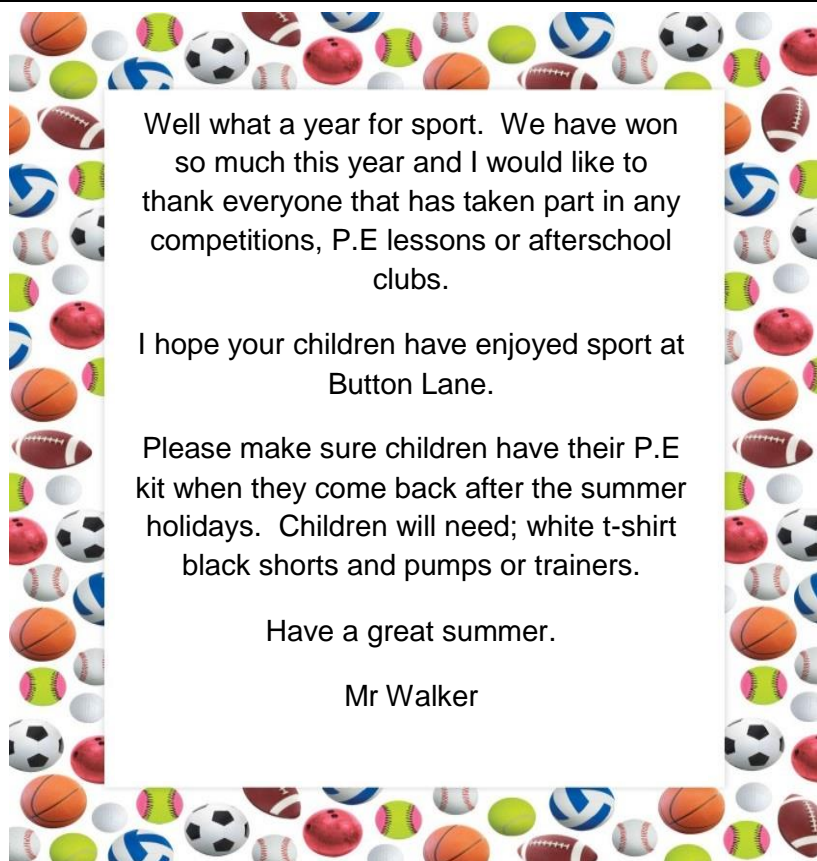 Well what a year for sport.  We have won
so much this year and I would like to
thank everyone that has taken part in any
competitions, P.E lessons or afterschool
clubs.
I hope your children have enjoyed sport at
Button Lane.
Please make sure children have their P.E
kit when they come back after the summer
holidays.  Children will need; white t-shirt
black shorts and pumps or trainers.
Have a great summer.
Mr Walker